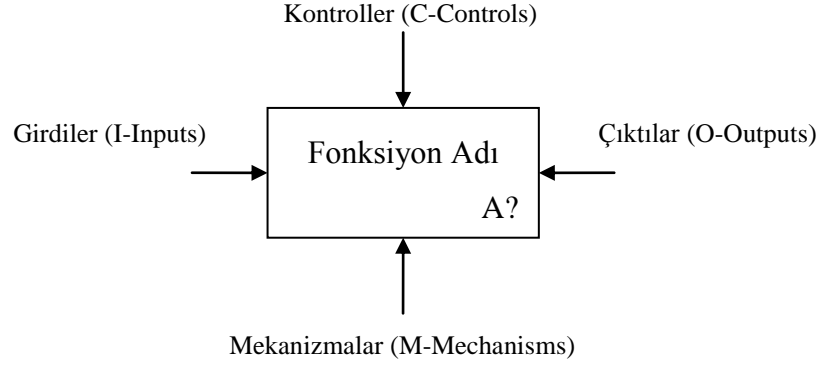 Kontroller (C-Controls)
Girdiler (I-Inputs)
Çıktılar (O-Outputs)
Fonksiyon Adı
A?
Mekanizmalar (M-Mechanisms)